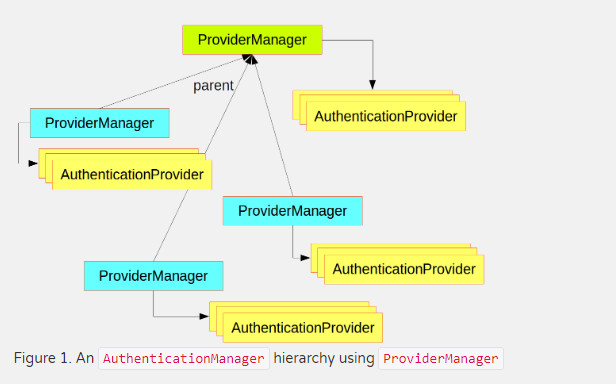 ProviderManager
parent
AuthenticationProvider
ProviderManager
AuthenticationProvider
ProviderManager
AuthenticationProvider
ProviderManager
AuthenticationProvider
Figure 1. An AuthenticationManager hierarchy using ProviderManager